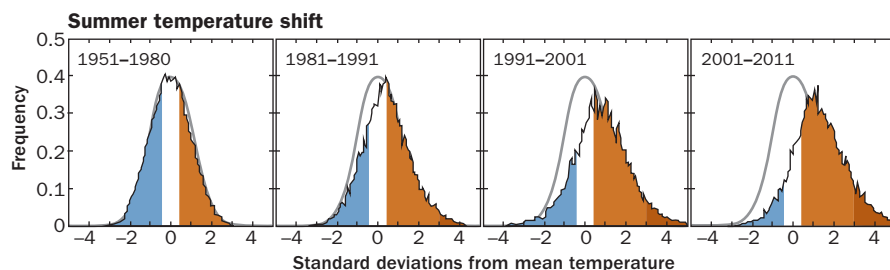 Summer temperature shift
0.5
0.4
0.3
0.2
0.1
0
Frequency
1951–1980
1981–1991
1991–2001
2001–2011
−4 −2 0 2 4
−4 −2 0 2 4
−4 −2 0 2 4
−4 −2 0 2 4
Standard deviations from mean temperature